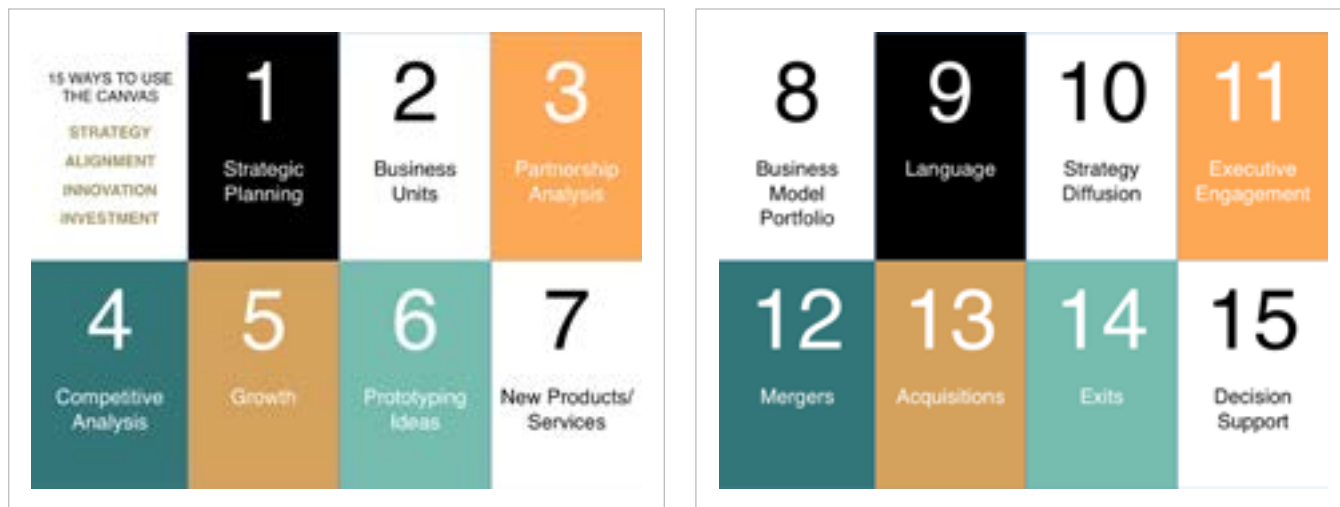 15 WAYS TO USE
THE CANVAS
STRATEGY
ALIGNMENT
INNOVATION
INVESTMENT
1
Strategic
Planning
2
Business
Units
3
Partnership
Analysis
4
Competitive
Analysis
5
Growth
6
Prototyping
Ideas
7
New Products/
Services
8
Business
Model
Portfolio
9
Language
10
Strategy
Diffusion
11
Executive
Engagement
12
Mergers
13
Acquisitions
14
Exits
15
Decision
Support